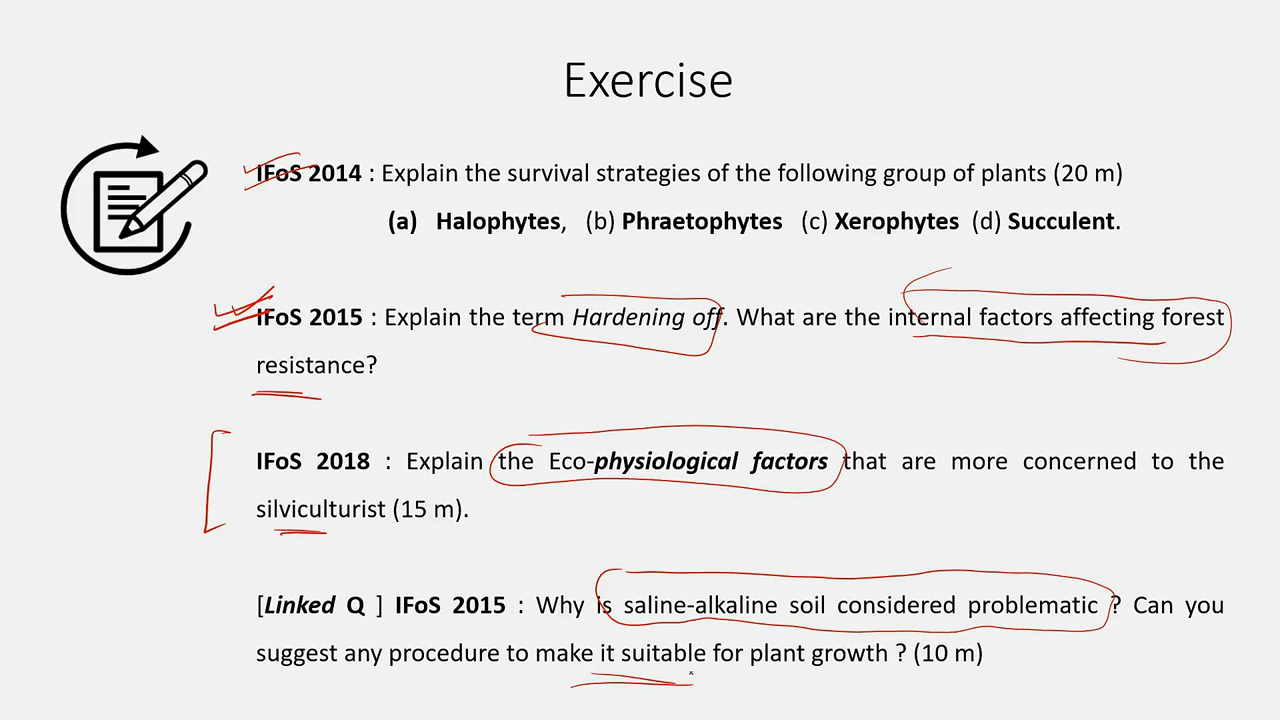 Exercise
IFoS 2014 : Explain the survival strategies of the following group of plants (20 m)
(a) Halophytes, (b) Phraetophytes (c) Xerophytes (d) Succulent.
IFoS 2015 : Explain the term Hardening off. What are the internal factors affecting forest
resistance?
IFoS 2018 : Explain the Eco-physiological factors that are more concerned to the
silviculturist (15 m).
[Linked Q ] IFoS 2015 : Why is saline-alkaline soil considered problematic ? Can you
suggest any procedure to make it suitable for plant growth ? (10 m)